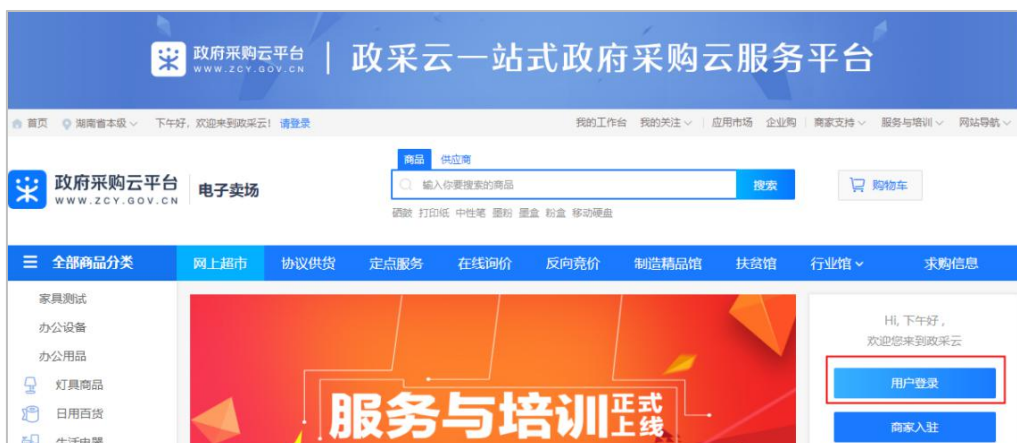 政府采购云平台
WWW.ZCY.GOV.CN
政采云一站式政府采购云服务平台
首页 湖南省本级 下午好，欢迎来到政采云！ 请登录 我的工作台 我的关注 应用市场 企业购 商家支持 服务与培训 网站导航
商品 供应商
政府采购云平台
WWW.ZCY.GOV.CN
电子卖场
输入你要搜索的商品 搜索 购物车
硒鼓 打印纸 中性笔 墨粉 墨盒 粉盒 移动硬盘
全部商品分类 网上超市 协议供货 定点服务 在线询价 反向竞价 制造精品馆 扶贫馆 行业馆 求购信息
家具测试
办公设备
办公用品
灯具商品
日用百货
生活电器
服务与培训 正式
上线
Hi, 下午好，
欢迎您来到政采云
用户登录
商家入驻